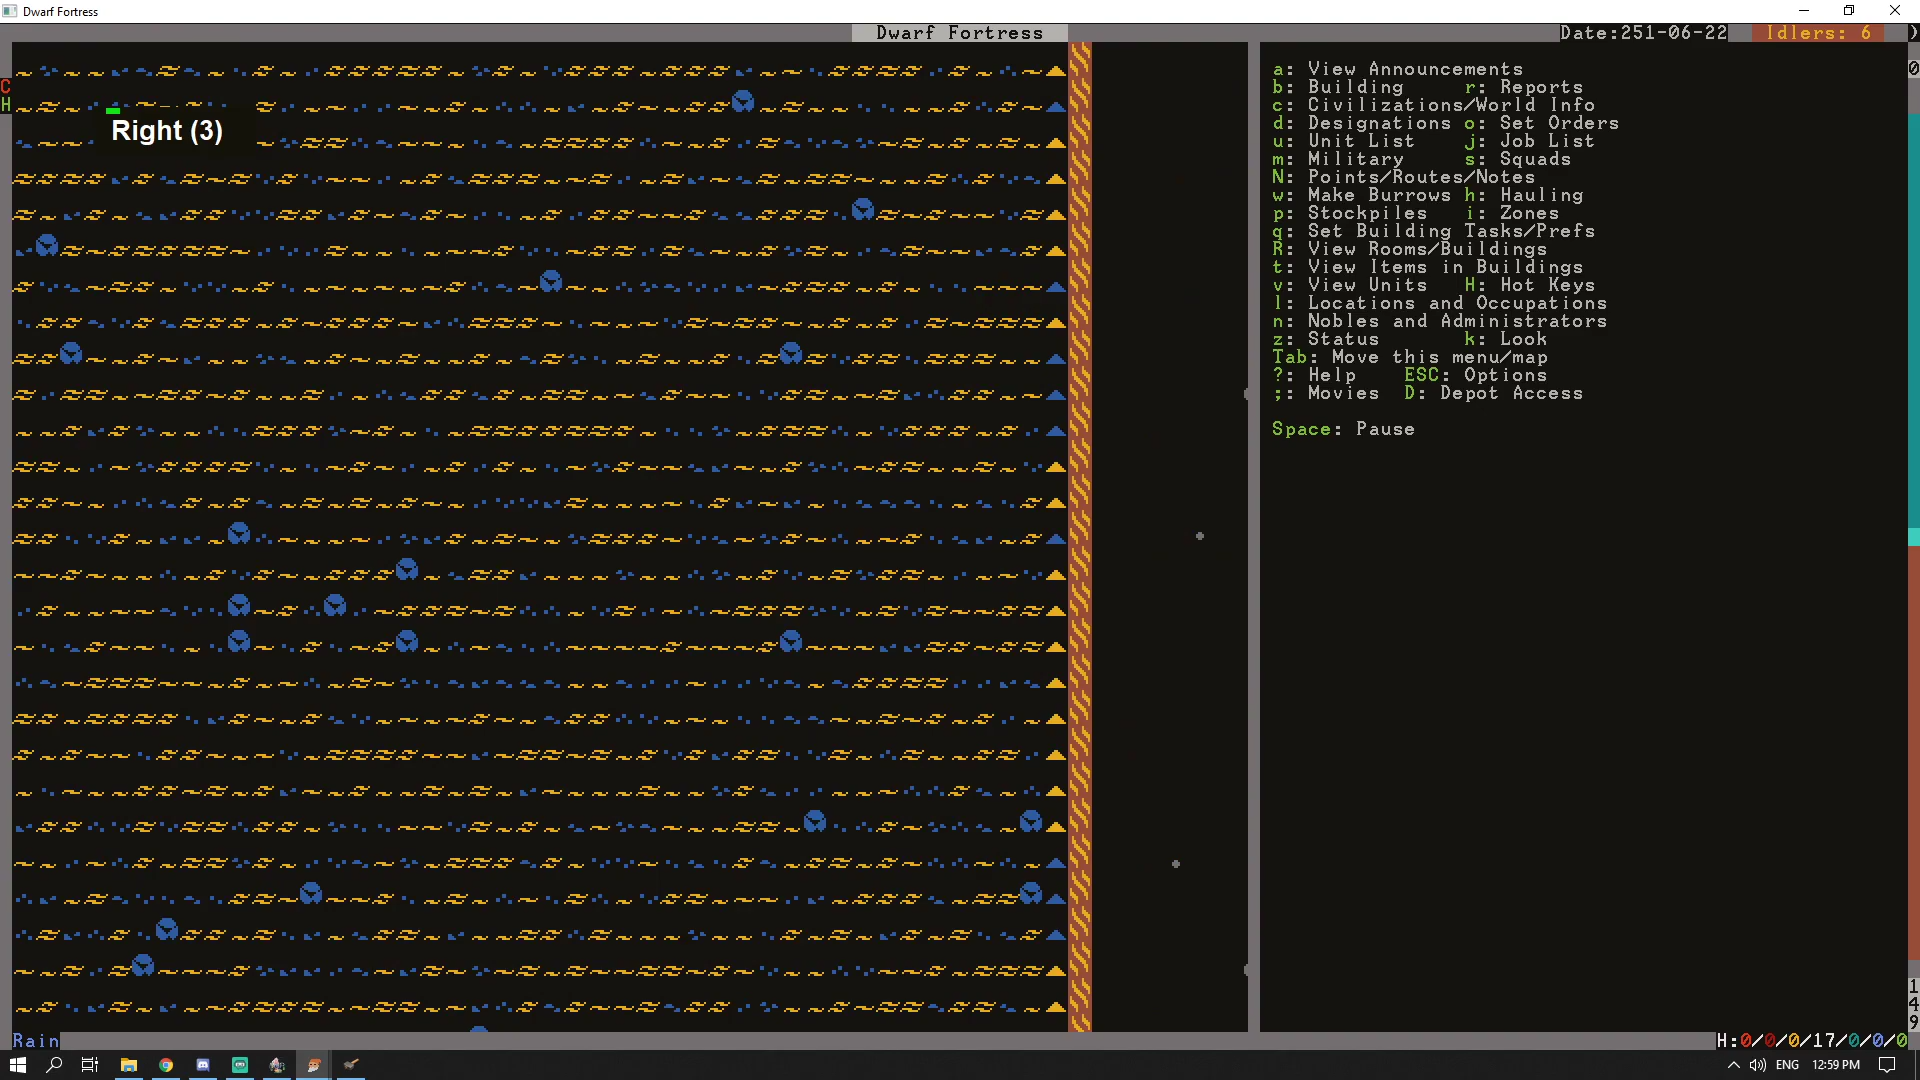 Dwarf Fortress
Dwarf Fortress
Date:251-06-22
Idlers: 6
C
H
Right (3)
a: View Announcements
b: Building r: Reports
c: Civilizations/World Info
d: Designations o: Set Orders
u: Unit List j: Job List
m: Military s: Squads
N: Points/Routes/Notes
w: Make Burrows h: Hauling
p: Stockpiles i: Zones
q: Set Building Tasks/Prefs
R: View Rooms/Buildings
t: View Items in Buildings
v: View Units H: Hot Keys
l: Locations and Occupations
n: Nobles and Administrators
z: Status k: Look
Tab: Move this menu/map
?: Help ESC: Options
;: Movies D: Depot Access
Space: Pause
0
149
Rain
H:0/0/0/17/0/0/0
ENG
12:59 PM